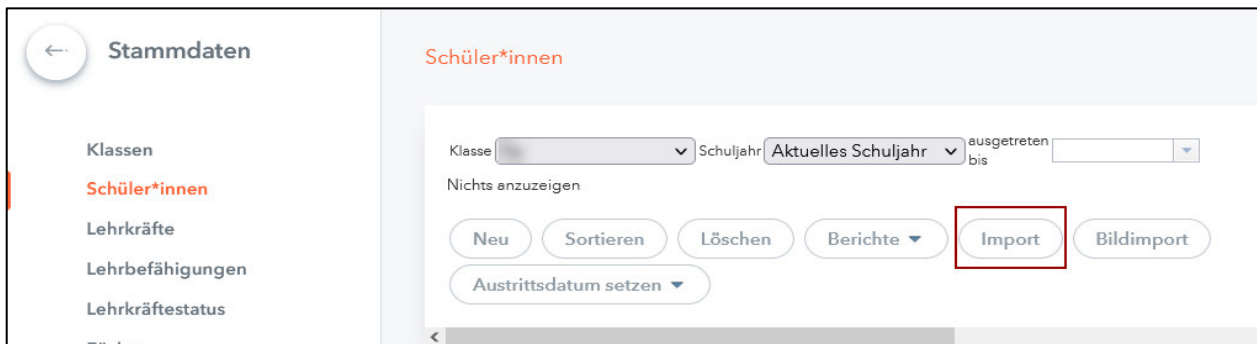 Stammdaten
Klassen
Schüler*innen
Lehrkräfte
Lehrbefähigungen
Lehrkräftestatus
Schüler*innen
Klasse Schuljahr Aktuelles Schuljahr ausgetreten bis
Nichts anzuzeigen
Neu Sortieren Löschen Berichte Import Bildimport
Austrittsdatum setzen